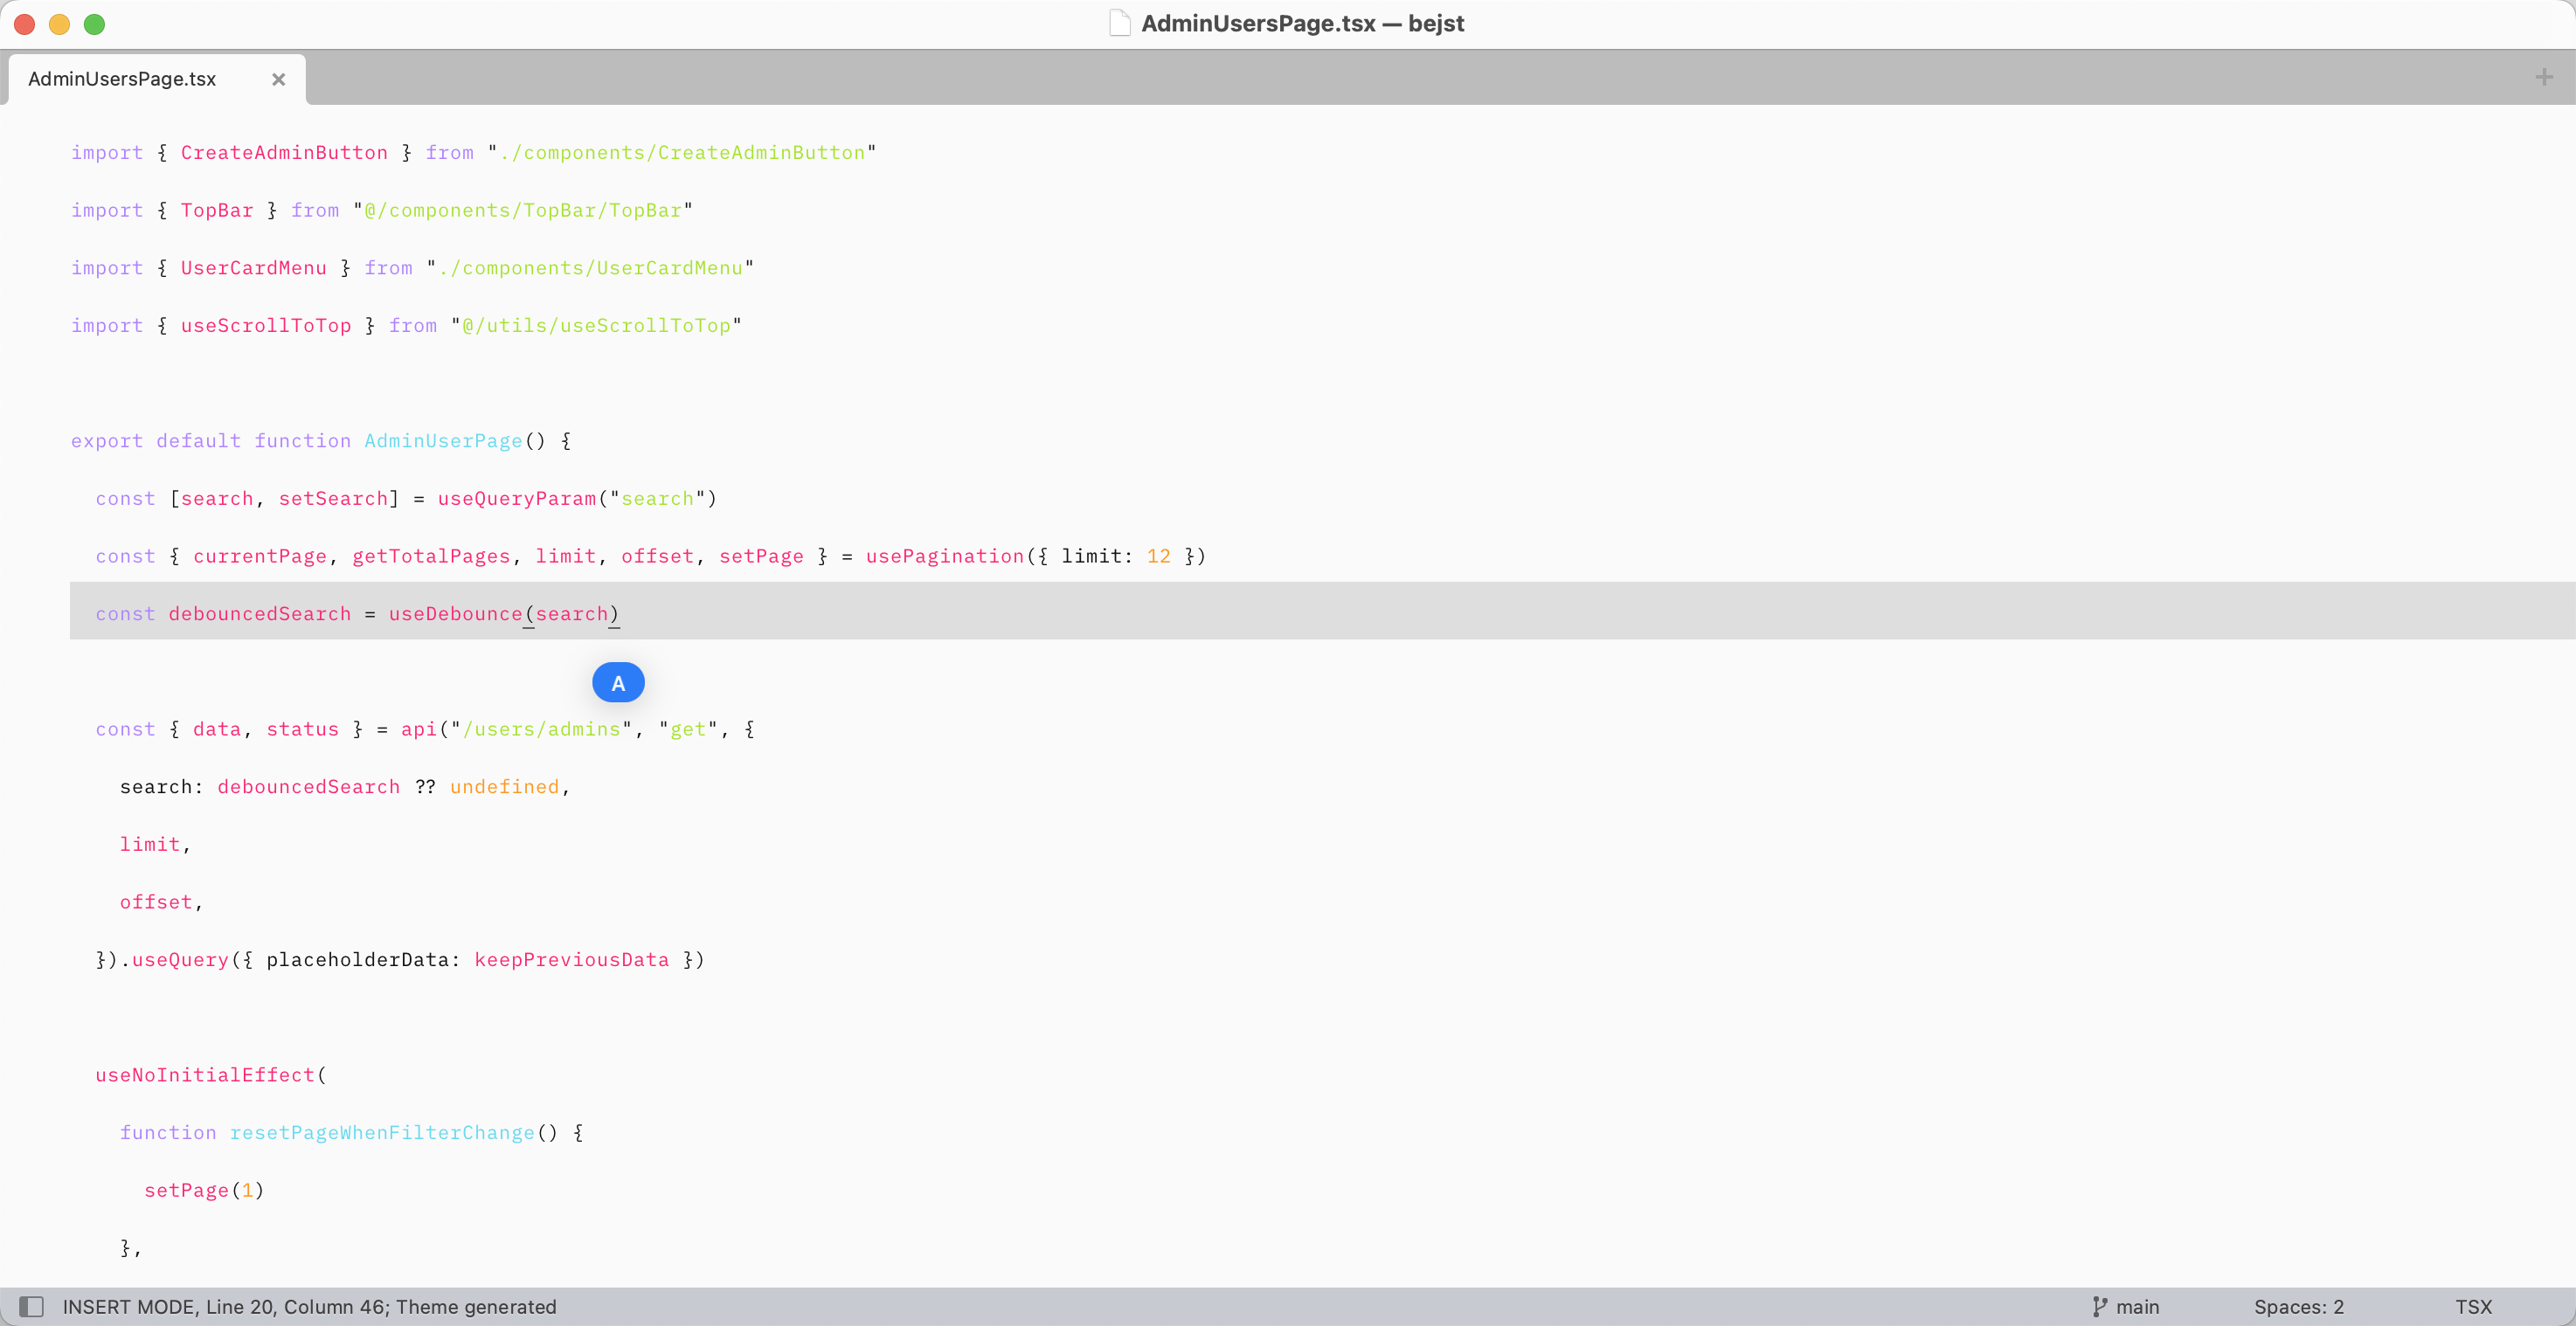 AdminUsersPage.tsx — bejst
AdminUsersPage.tsx
import { CreateAdminButton } from "./components/CreateAdminButton"
import { TopBar } from "@/components/TopBar/TopBar"
import { UserCardMenu } from "./components/UserCardMenu"
import { useScrollToTop } from "@/utils/useScrollToTop"
export default function AdminUserPage() {
const [search, setSearch] = useQueryParam("search")
const { currentPage, getTotalPages, limit, offset, setPage } = usePagination({ limit: 12 })
const debouncedSearch = useDebounce(search)
A
const { data, status } = api("/users/admins", "get", {
search: debouncedSearch ?? undefined,
limit,
offset,
}).useQuery({ placeholderData: keepPreviousData })
useNoInitialEffect(
function resetPageWhenFilterChange() {
setPage(1)
},
INSERT MODE, Line 20, Column 46; Theme generated
main
Spaces: 2
TSX